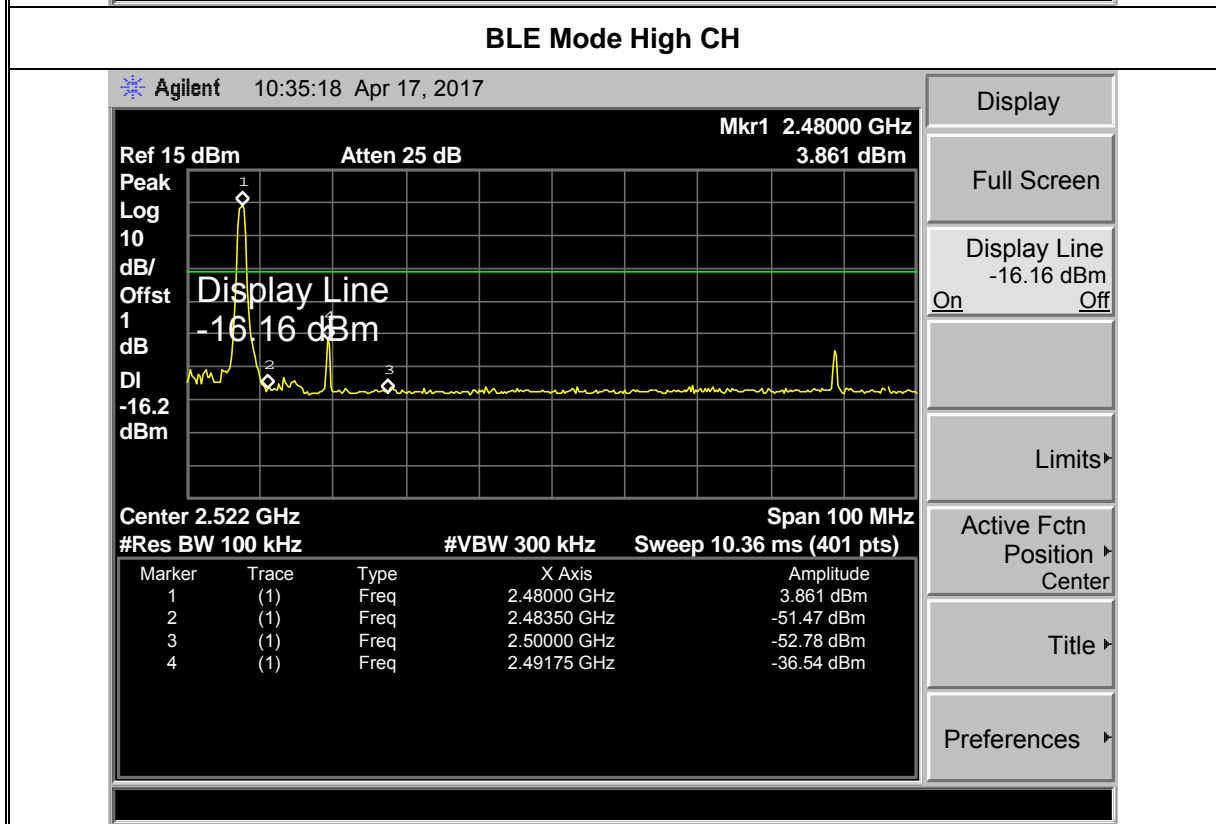 BLE Mode High CH
Agilent 10:35:18 Apr 17, 2017
Mkr1 2.48000 GHz
Ref 15 dBm Atten 25 dB 3.861 dBm
Peak
Log
10
dB/
Offst
1
dB
DI
-16.2
dBm
1
Display Line
-16.16 dBm
2
3
Center 2.522 GHz Span 100 MHz
#Res BW 100 kHz #VBW 300 kHz Sweep 10.36 ms (401 pts)
Marker Trace Type X Axis Amplitude
1 (1) Freq 2.48000 GHz 3.861 dBm
2 (1) Freq 2.48350 GHz -51.47 dBm
3 (1) Freq 2.50000 GHz -52.78 dBm
4 (1) Freq 2.49175 GHz -36.54 dBm
Display
Full Screen
Display Line
-16.16 dBm
On Off
Limits
Active Fctn
Position
Center
Title
Preferences